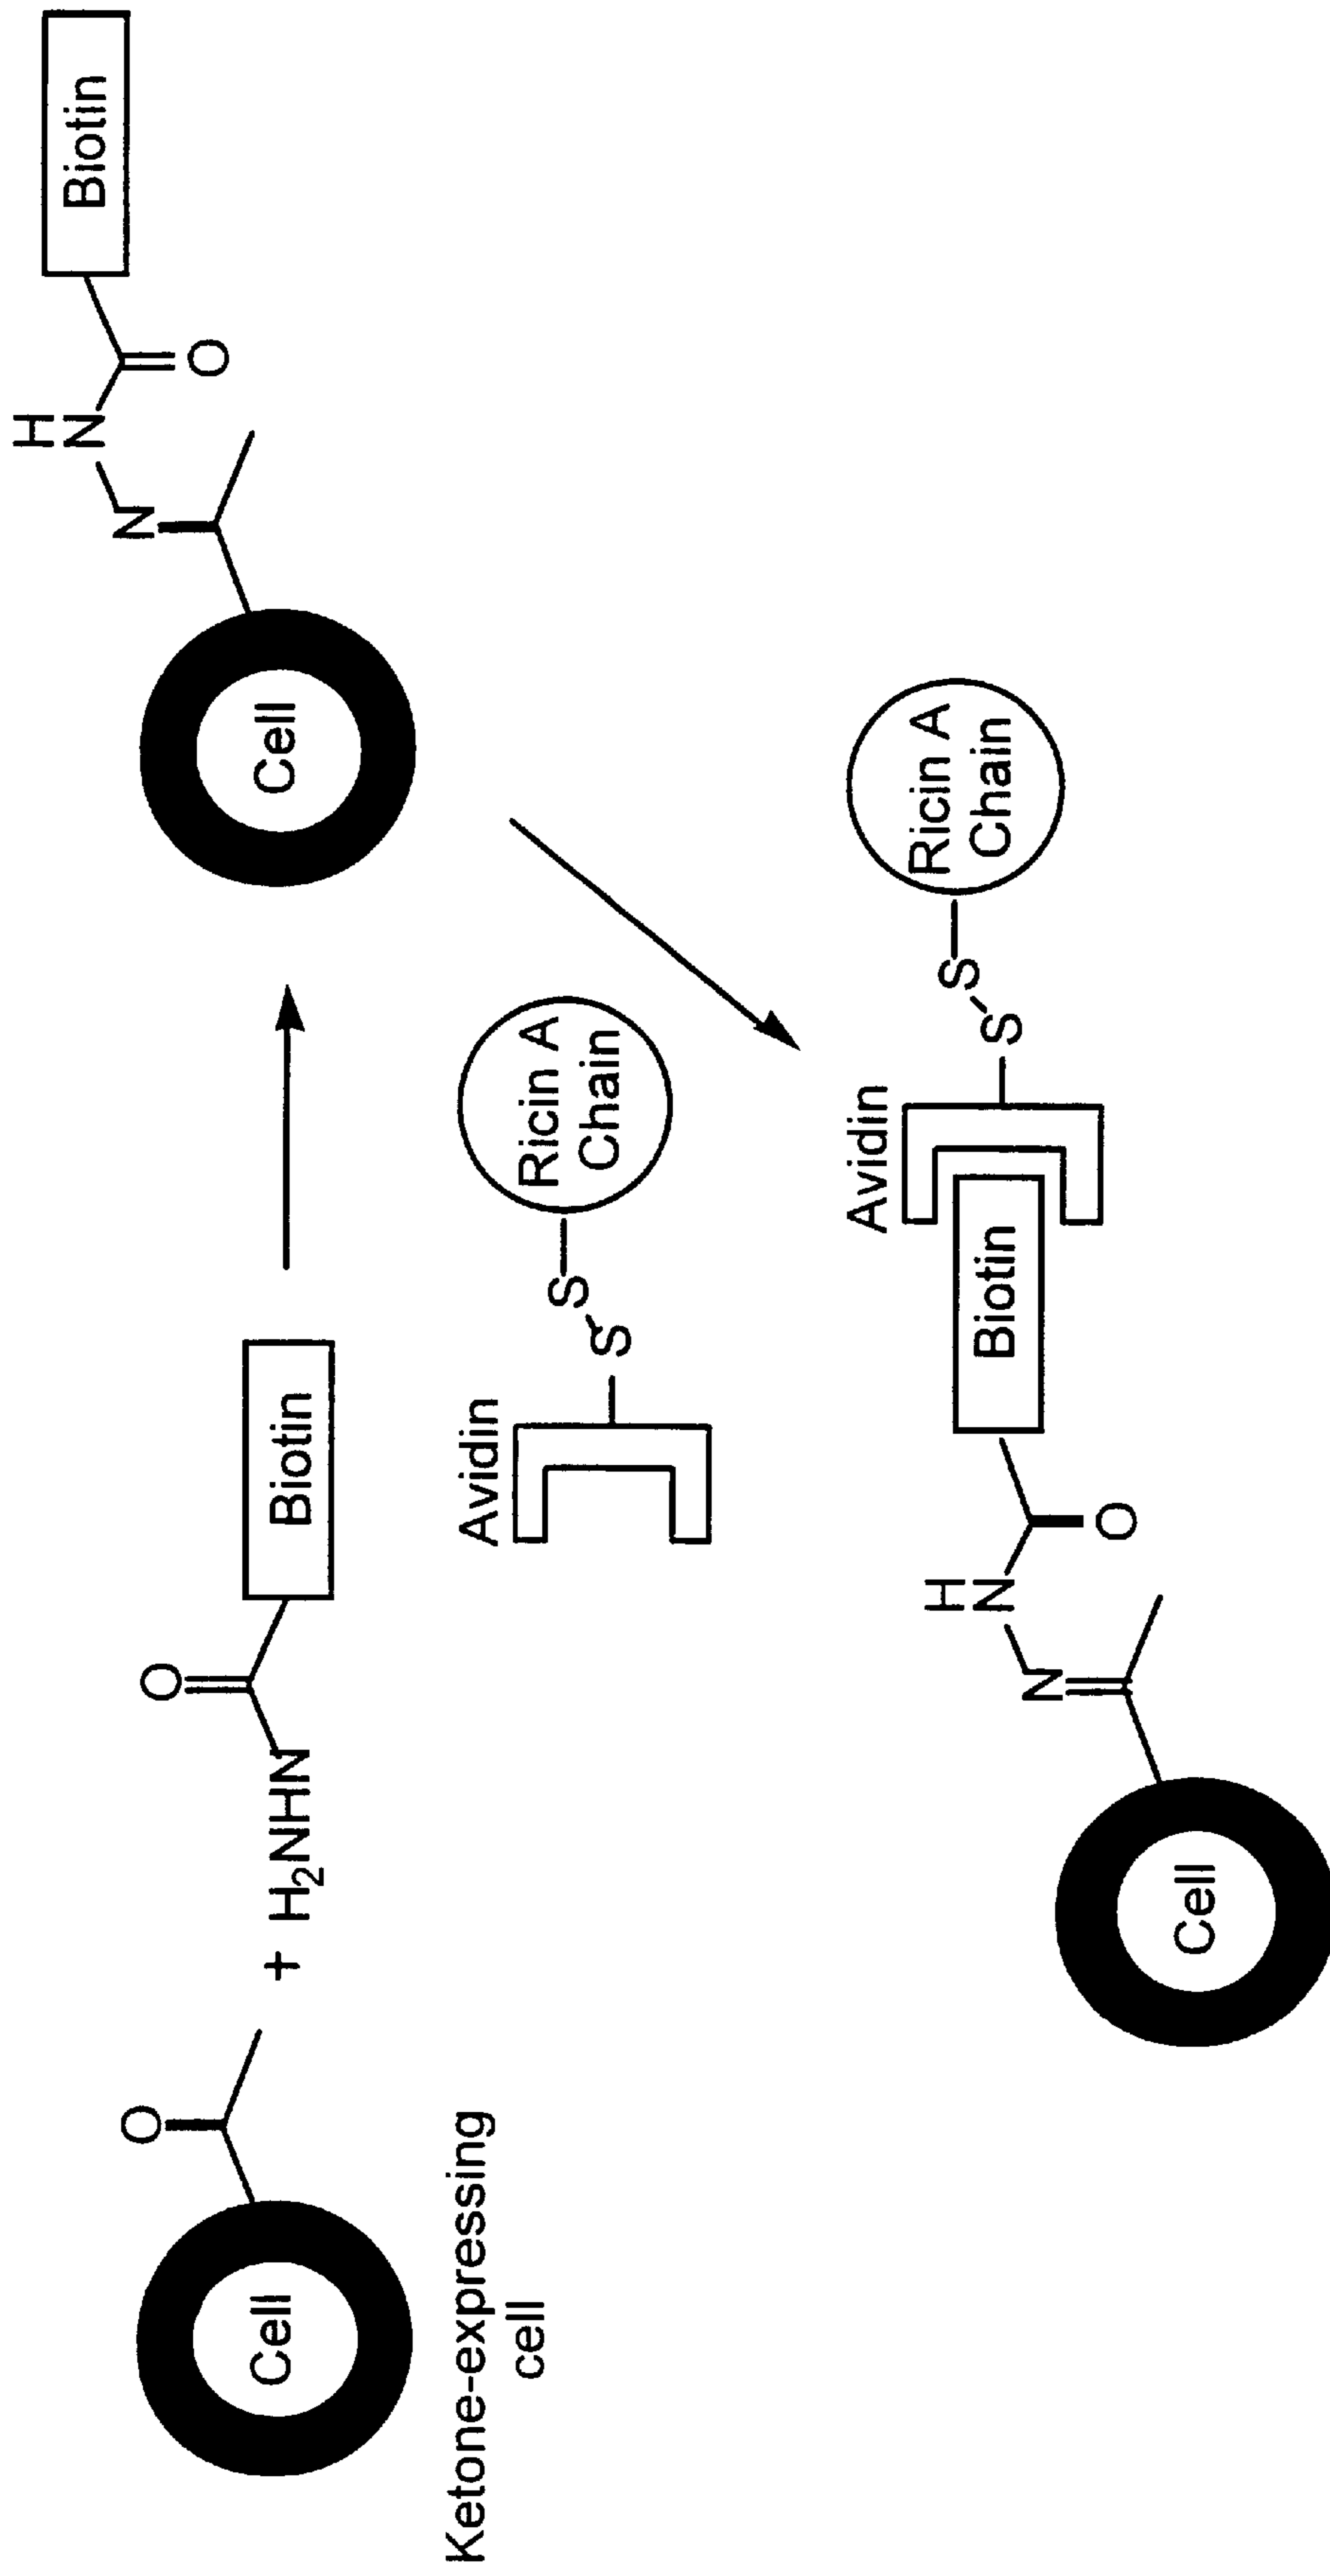 O
Cell
Ketone-expressing
cell
+
H₂NHN
O
Biotin
Cell
N
H
N
O
Biotin
Avidin
S
S
Ricin A
Chain
Cell
N
H
N
O
Biotin
Avidin
S
S
Ricin A
Chain